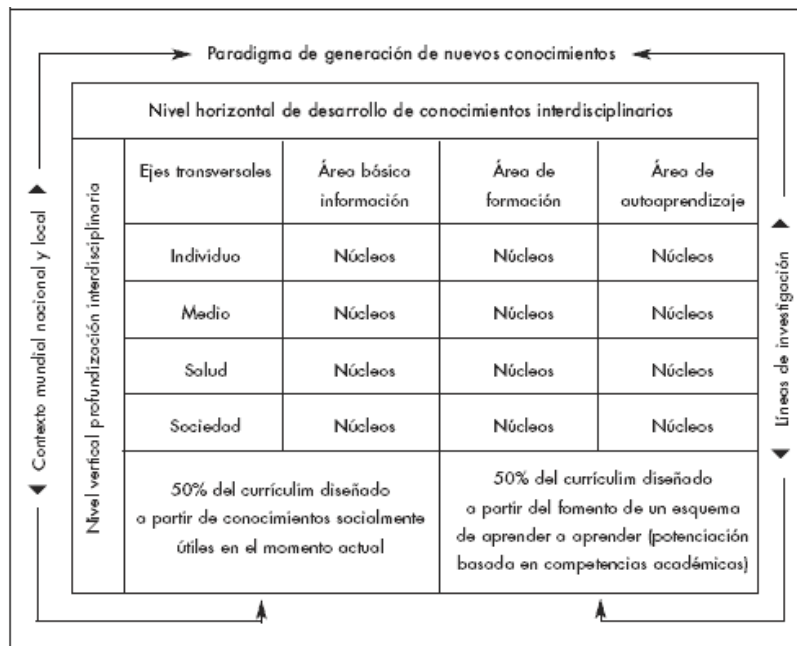 Paradigma de generación de nuevos conocimientos
Nivel horizontal de desarrollo de conocimientos interdisciplinarios
Contexto mundial nacional y local
Nivel vertical profundización interdisciplinaria
Ejes transversales
Área bósica
información
Área de
formación
Área de
autoaprendizaje
Líneas de investigación
Individuo
Núcleos
Núcleos
Núcleos
Medio
Núcleos
Núcleos
Núcleos
Salud
Núcleos
Núcleos
Núcleos
Sociedad
Núcleos
Núcleos
Núcleos
50% del currículim diseñado
a partir de conocimientos socialmente
útiles en el momento actual
50% del currículim diseñado
a partir del fomento de un esquema
de aprender a aprender (potenciación
basada en competencias académicas)